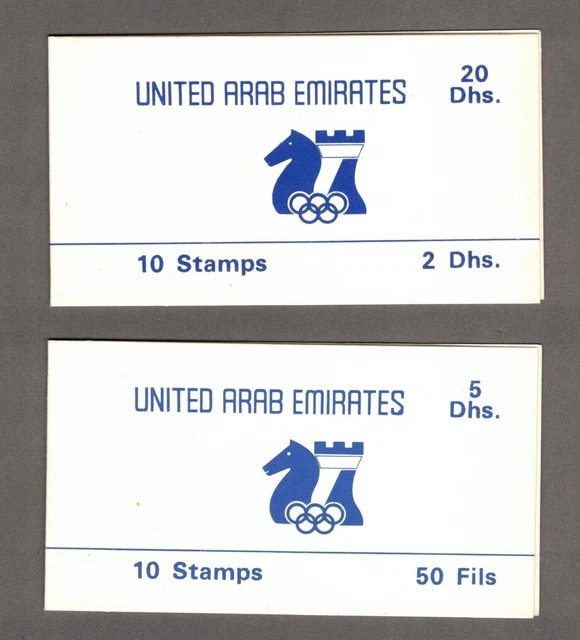 UNITED ARAB EMIRATES
20
Dhs.
10 Stamps
2 Dhs.
UNITED ARAB EMIRATES
5
Dhs.
10 Stamps
50 Fils